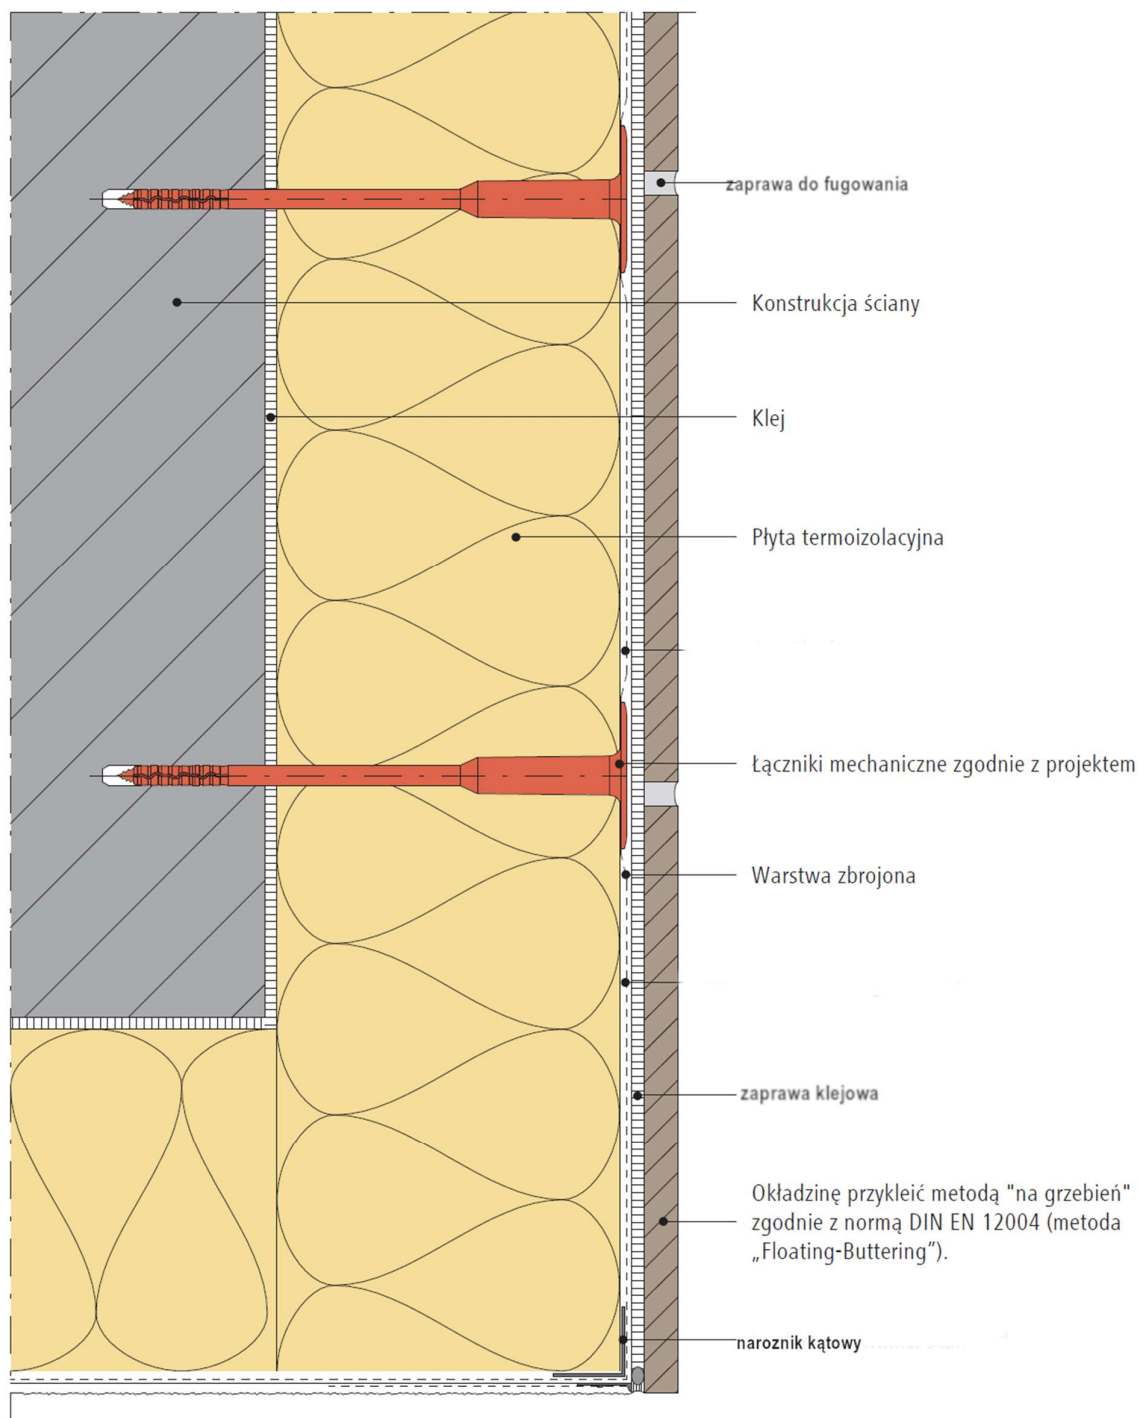 zaprawa do fugowania
Konstrukcja ściany
Klej
Płyta termoizolacyjna
Łączniki mechaniczne zgodnie z projektem
Warstwa zbrojona
zaprawa klejowa
Okładzinę przykleić metodą "na grzebień"
zgodnie z normą DIN EN 12004 (metoda
„Floating-Buttering”).
naroznik kątowy